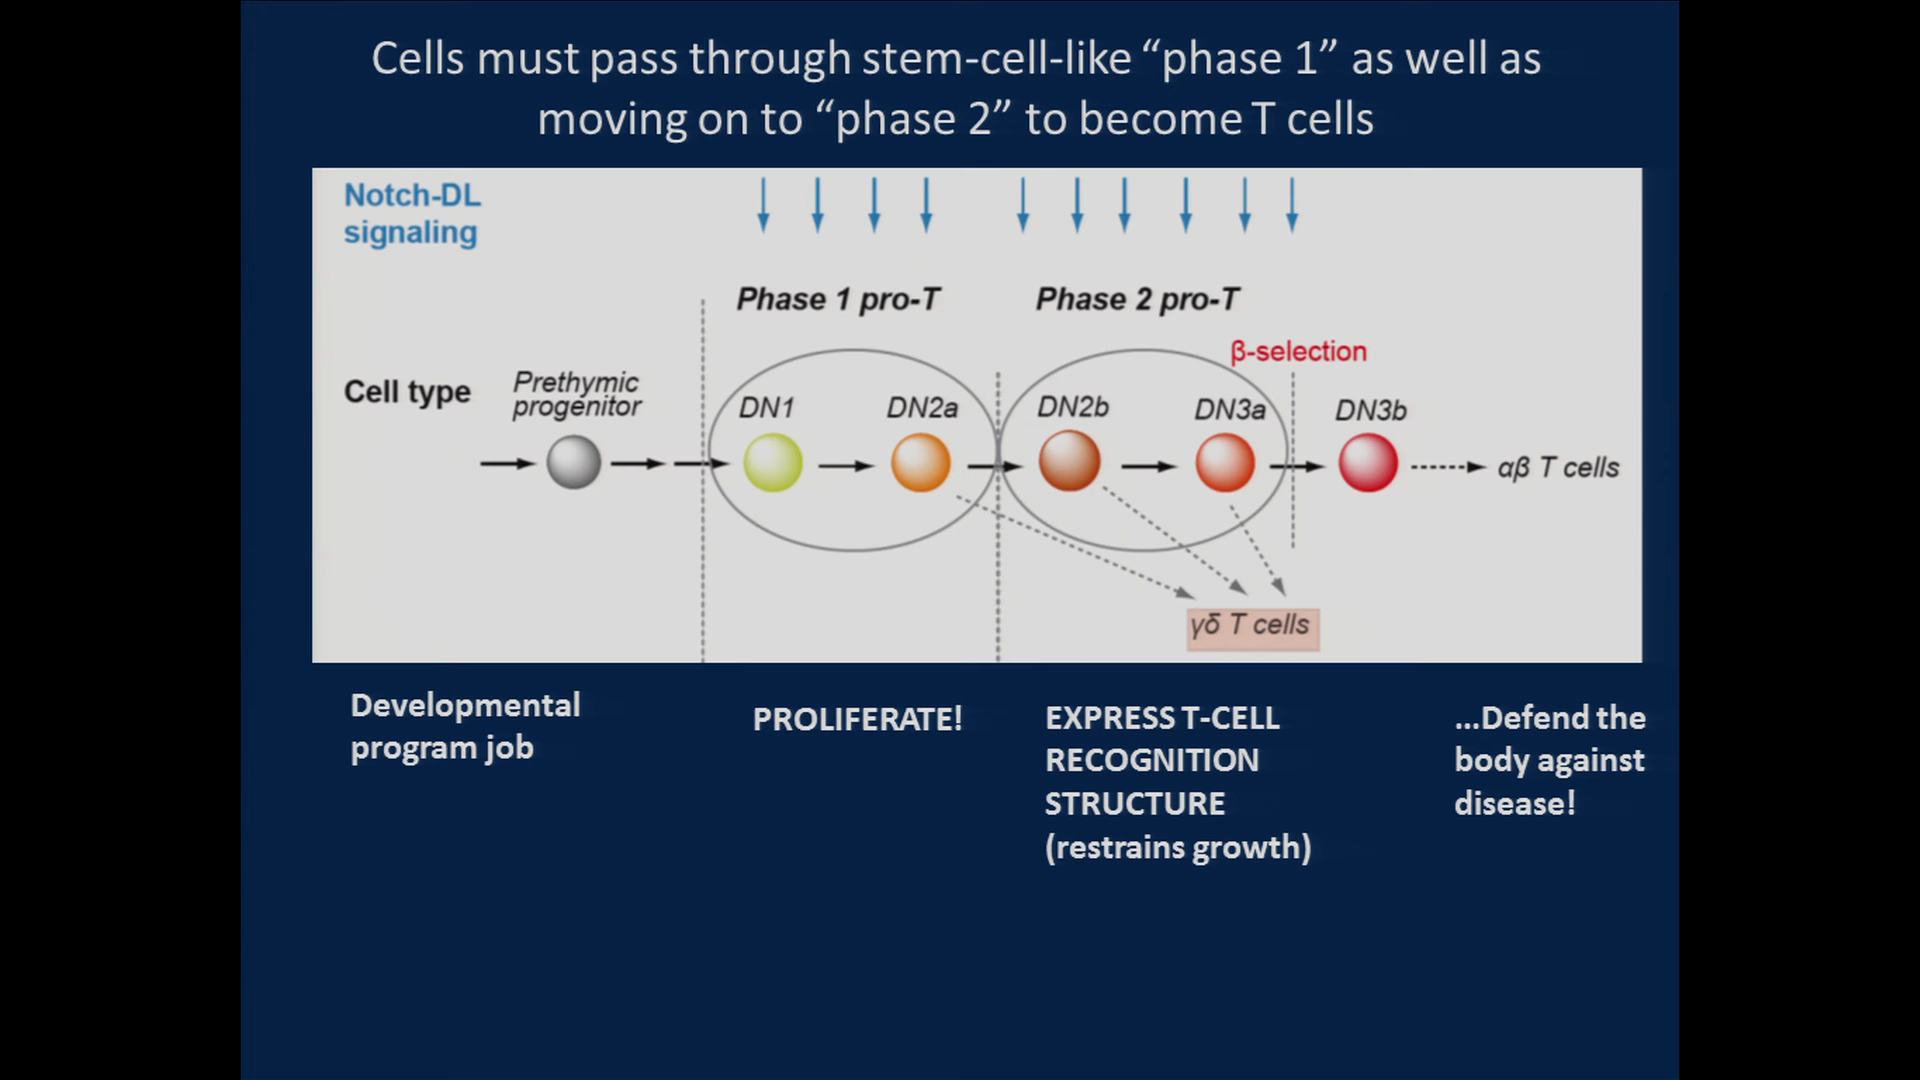 Cells must pass through stem-cell-like “phase 1” as well as
moving on to “phase 2” to become T cells
Notch-DL
signaling
Phase 1 pro-T
Phase 2 pro-T
β-selection
Cell type
Prethymic
progenitor
DN1
DN2a
DN2b
DN3a
DN3b
αβ T cells
γδ T cells
Developmental
program job
PROLIFERATE!
EXPRESS T-CELL
RECOGNITION
STRUCTURE
(restrains growth)
...Defend the
body against
disease!